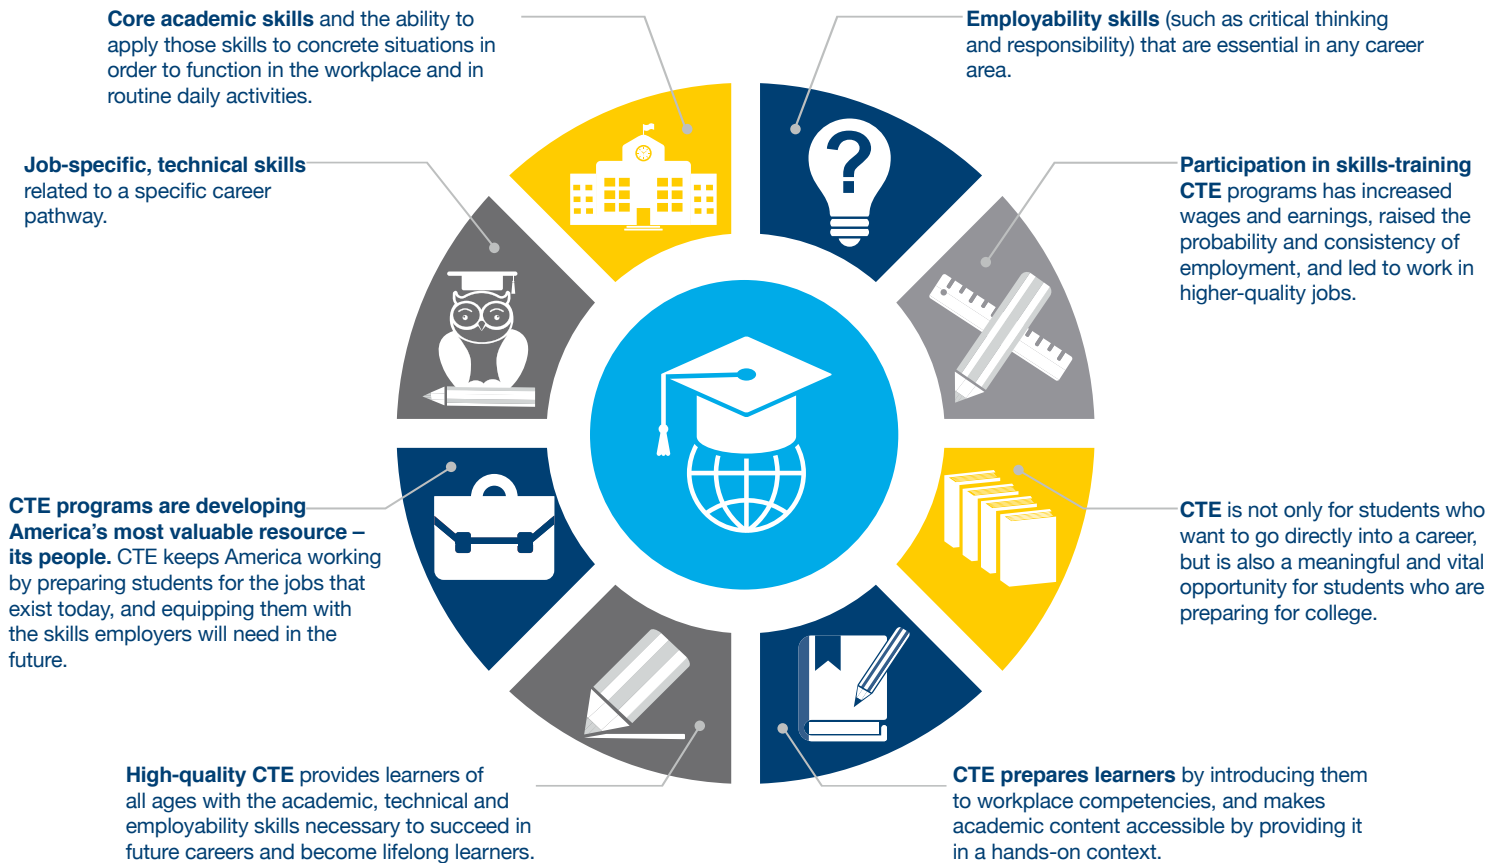 Core academic skills and the ability to
apply those skills to concrete situations in
order to function in the workplace and in
routine daily activities.
Employability skills (such as critical thinking
and responsibility) that are essential in any career
area.
Job-specific, technical skills
related to a specific career
pathway.
Participation in skills-training
CTE programs has increased
wages and earnings, raised the
probability and consistency of
employment, and led to work in
higher-quality jobs.
CTE programs are developing
America’s most valuable resource –
its people. CTE keeps America working
by preparing students for the jobs that
exist today, and equipping them with
the skills employers will need in the
future.
CTE is not only for students who
want to go directly into a career,
but is also a meaningful and vital
opportunity for students who are
preparing for college.
High-quality CTE provides learners of
all ages with the academic, technical and
employability skills necessary to succeed in
future careers and become lifelong learners.
CTE prepares learners by introducing them
to workplace competencies, and makes
academic content accessible by providing it
in a hands-on context.